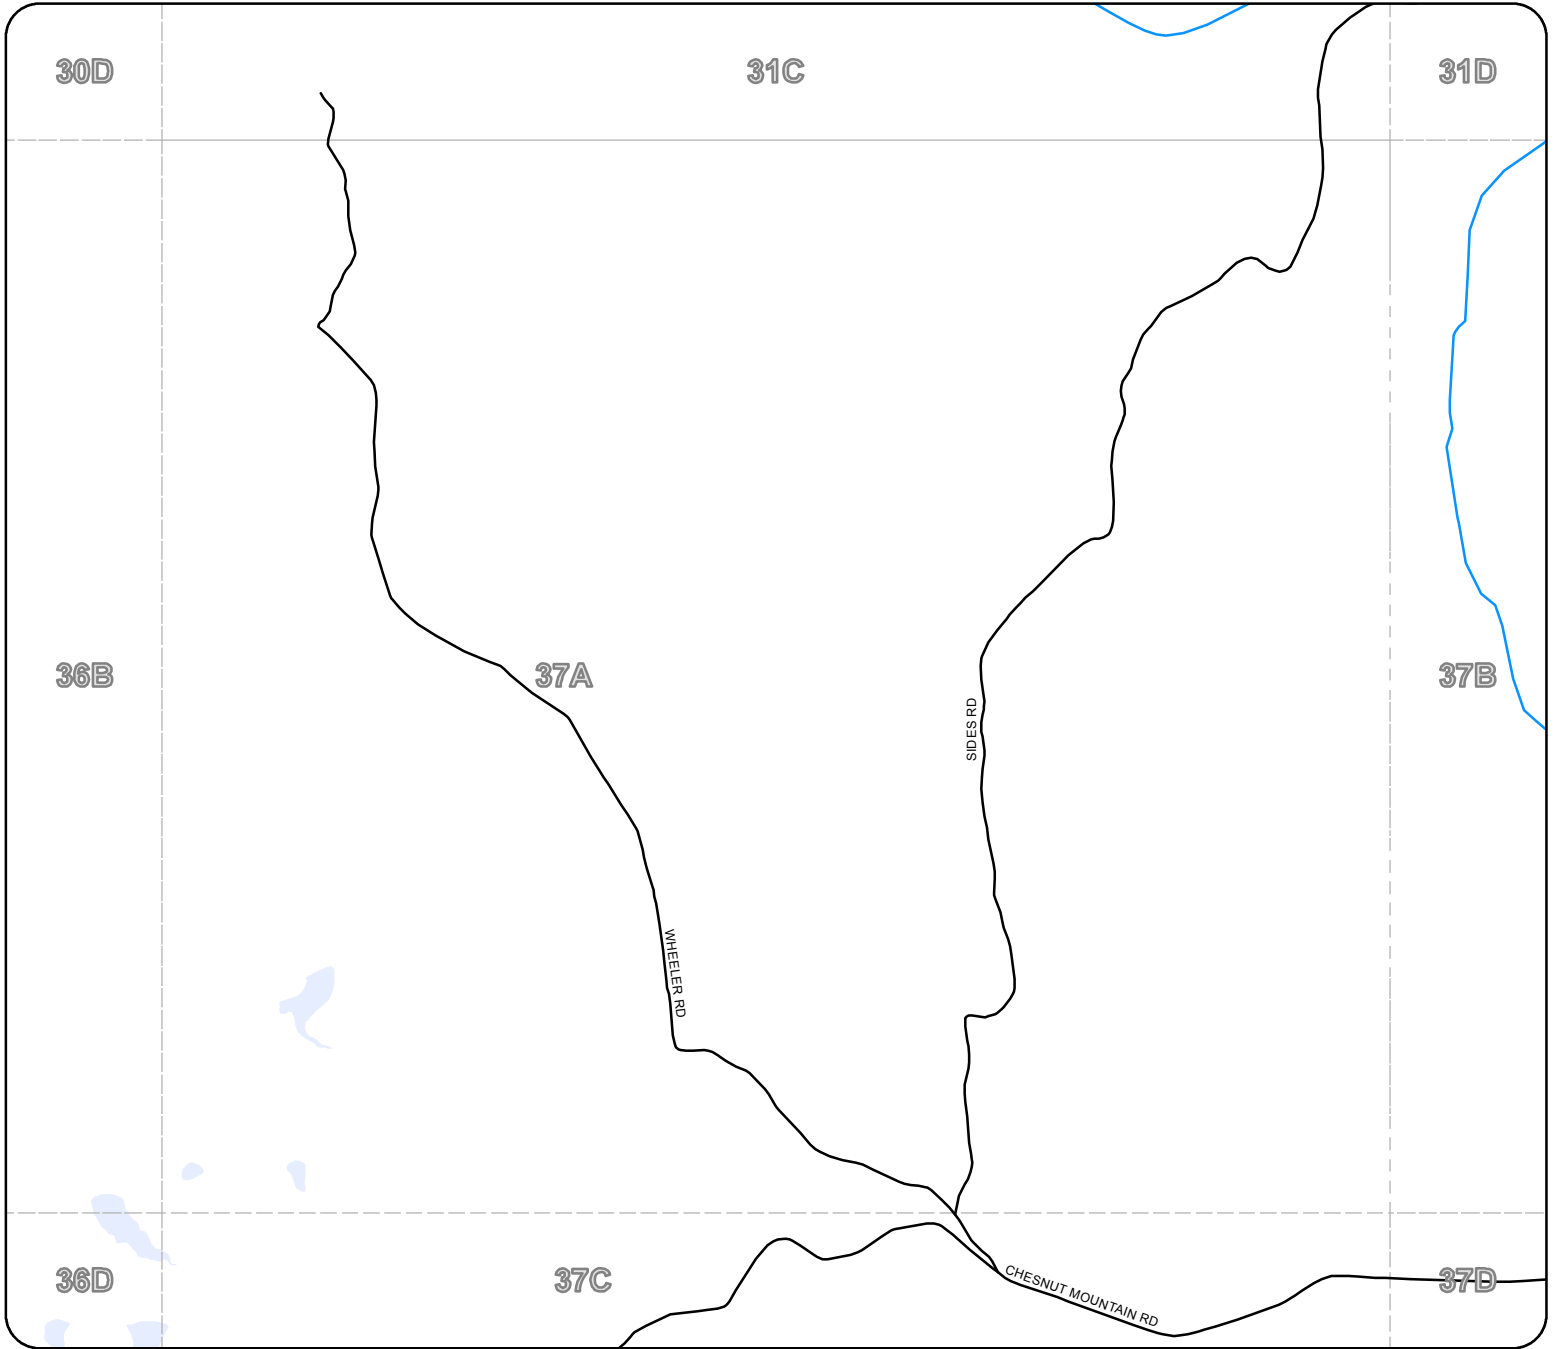 30D
31C
31D
36B
37A
37B
SIDES RD
WHEELER RD
36D
37C
CHESNUT MOUNTAIN RD
37D